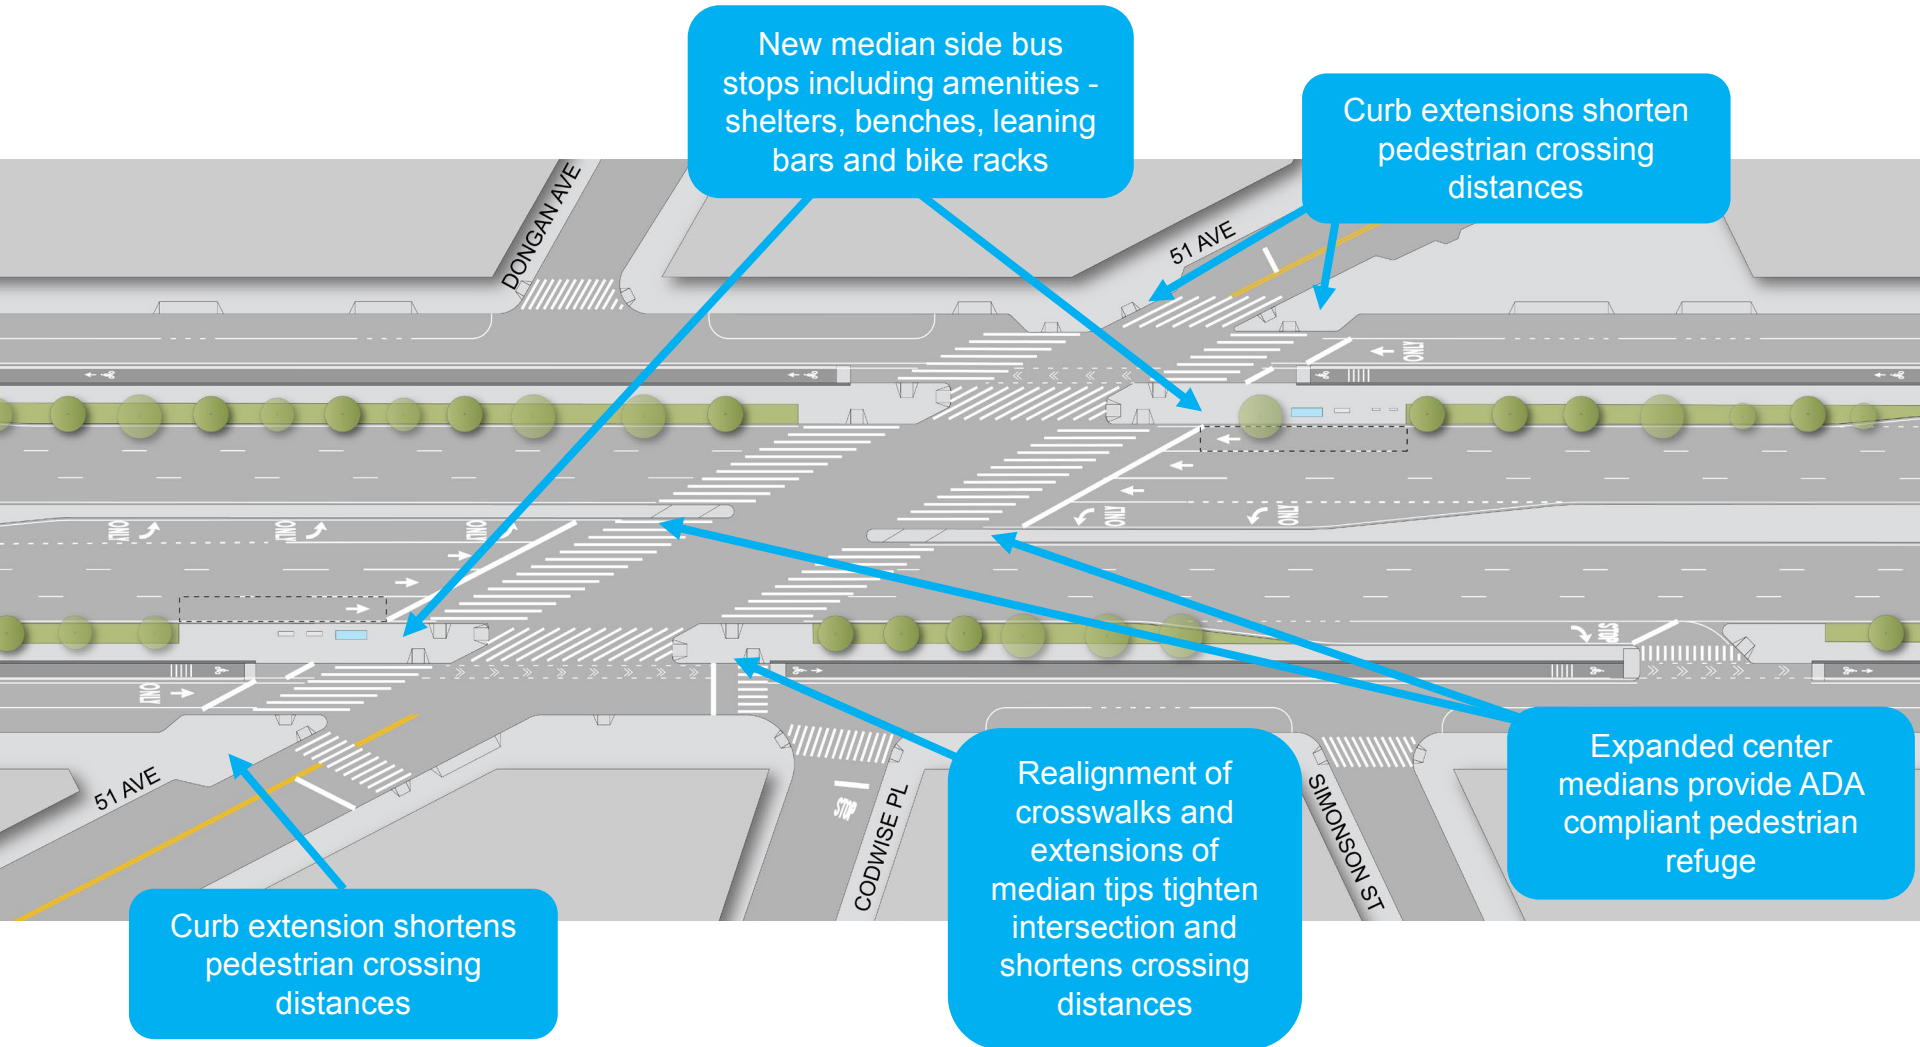 New median side bus
stops including amenities -
shelters, benches, leaning
bars and bike racks
Curb extensions shorten
pedestrian crossing
distances
DONGAN AVE
51 AVE
ONLY
ONLY
ONLY
ONLY
ONLY
ONLY
STOP
ONLY
51 AVE
STOP
CODWISE PL
SIMONSON ST
Realignment of
crosswalks and
extensions of
median tips tighten
intersection and
shortens crossing
distances
Expanded center
medians provide ADA
compliant pedestrian
refuge
Curb extension shortens
pedestrian crossing
distances